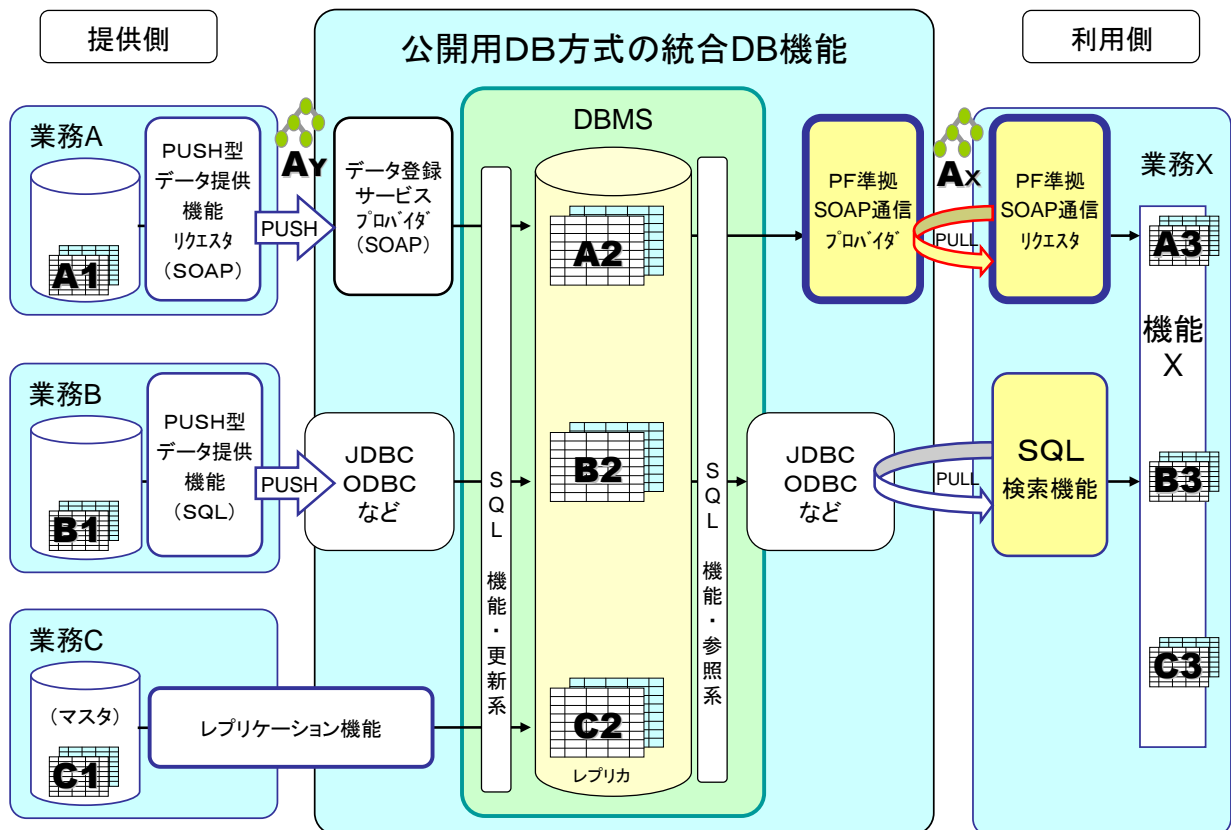 提供側
公開用DB方式の統合DB機能
利用側
業務A
PUSH型
データ提供
機能
リクエスタ
(SOAP)
A1
AY
PUSH
データ登録
サービス
プロバイダ
(SOAP)
DBMS
A2
PF準拠
SOAP通信
プロバイダ
AX
PULL
PF準拠
SOAP通信
リクエスタ
業務X
A3
機能
X
業務B
PUSH型
データ提供
機能
(SQL)
B1
PUSH
JDBC
ODBC
など
SQL 機能・更新系
B2
SQL 機能・参照系
JDBC
ODBC
など
PULL
SQL
検索機能
B3
業務C
(マスタ)
C1
レプリケーション機能
C2
レプリカ
C3